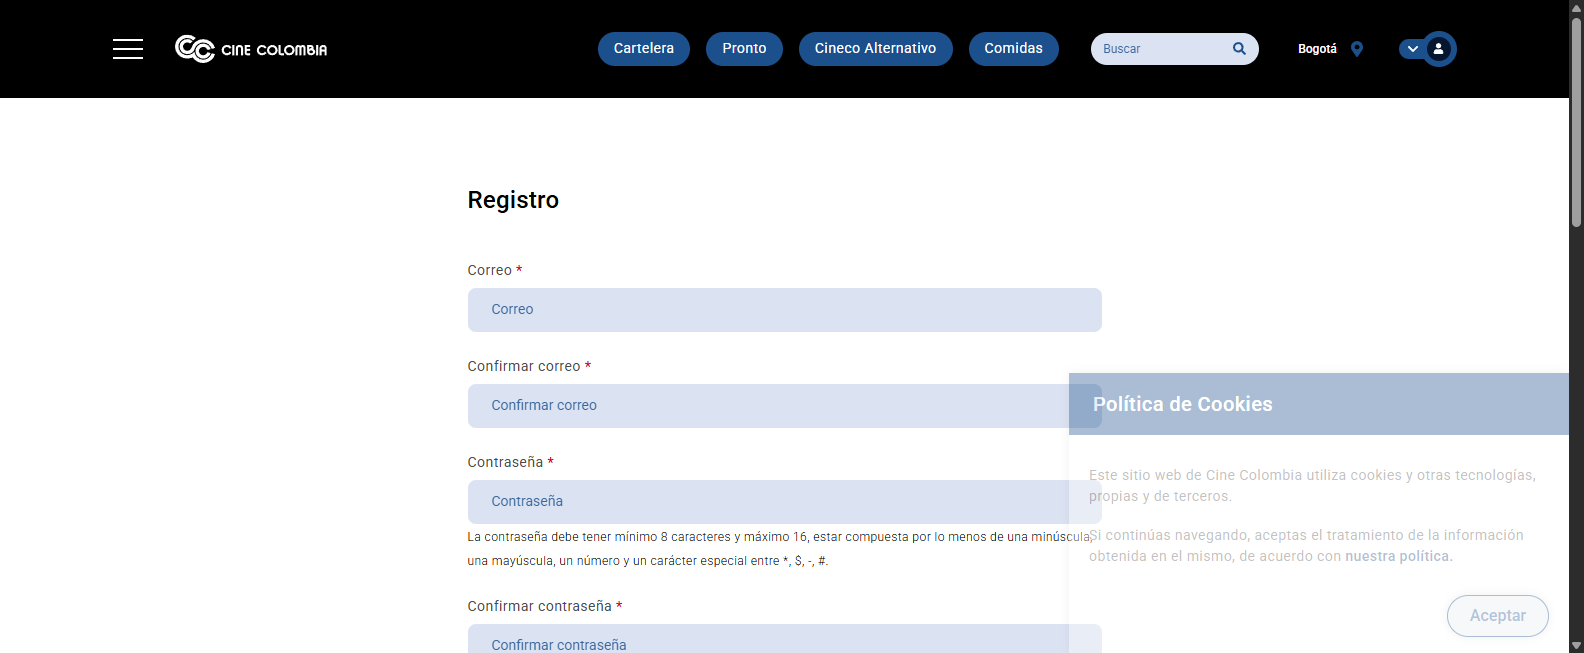 CINE COLOMBIA
Cartelera
Pronto
Cineco Alternativo
Comidas
Buscar
Bogotá
Registro
Correo *
Correo
Confirmar correo *
Confirmar correo
Contraseña *
Contraseña
La contraseña debe tener mínimo 8 caracteres y máximo 16, estar compuesta por lo menos de una minúscula,
una mayúscula, un número y un carácter especial entre *, $, -, #.
Confirmar contraseña *
Confirmar contraseña
Política de Cookies
Este sitio web de Cine Colombia utiliza cookies y otras tecnologías,
propias y de terceros.
Si continúas navegando, aceptas el tratamiento de la información
obtenida en el mismo, de acuerdo con nuestra política.
Aceptar